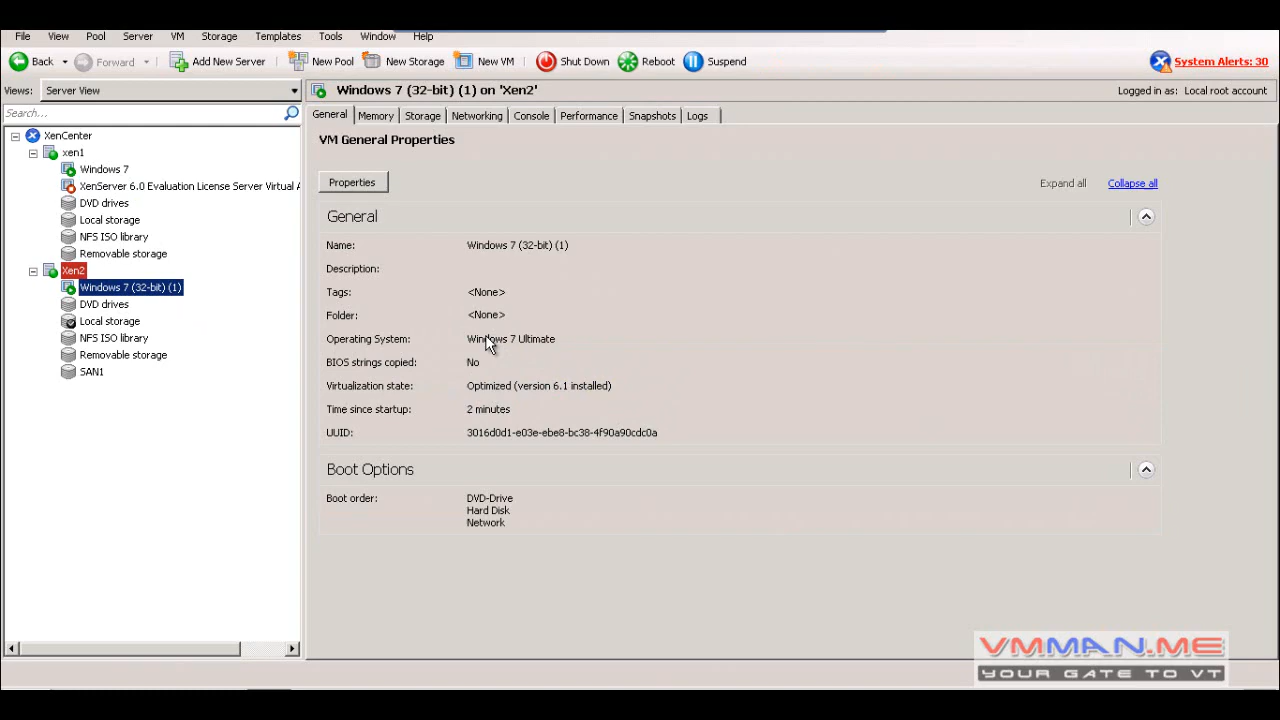 File View Pool Server VM Storage Templates Tools Window Help
Back Forward Add New Server New Pool New Storage New VM Shut Down Reboot Suspend System Alerts: 30
Views: Server View Windows 7 (32-bit) (1) on 'Xen2' Logged in as: Local root account
Search...
General Memory Storage Networking Console Performance Snapshots Logs
XenCenter
xen1
Windows 7
XenServer 6.0 Evaluation License Server Virtual A
DVD drives
Local storage
NFS ISO library
Removable storage
Xen2
Windows 7 (32-bit) (1)
DVD drives
Local storage
NFS ISO library
Removable storage
SAN1
VM General Properties
Properties Expand all Collapse all
General
Name: Windows 7 (32-bit) (1)
Description:
Tags: <None>
Folder: <None>
Operating System: Windows 7 Ultimate
BIOS strings copied: No
Virtualization state: Optimized (version 6.1 installed)
Time since startup: 2 minutes
UUID: 3016d0d1-e03e-ebe8-bc38-4f90a90cdc0a
Boot Options
Boot order: DVD-Drive
Hard Disk
Network
VMMAN.ME
YOUR GATE TO VT